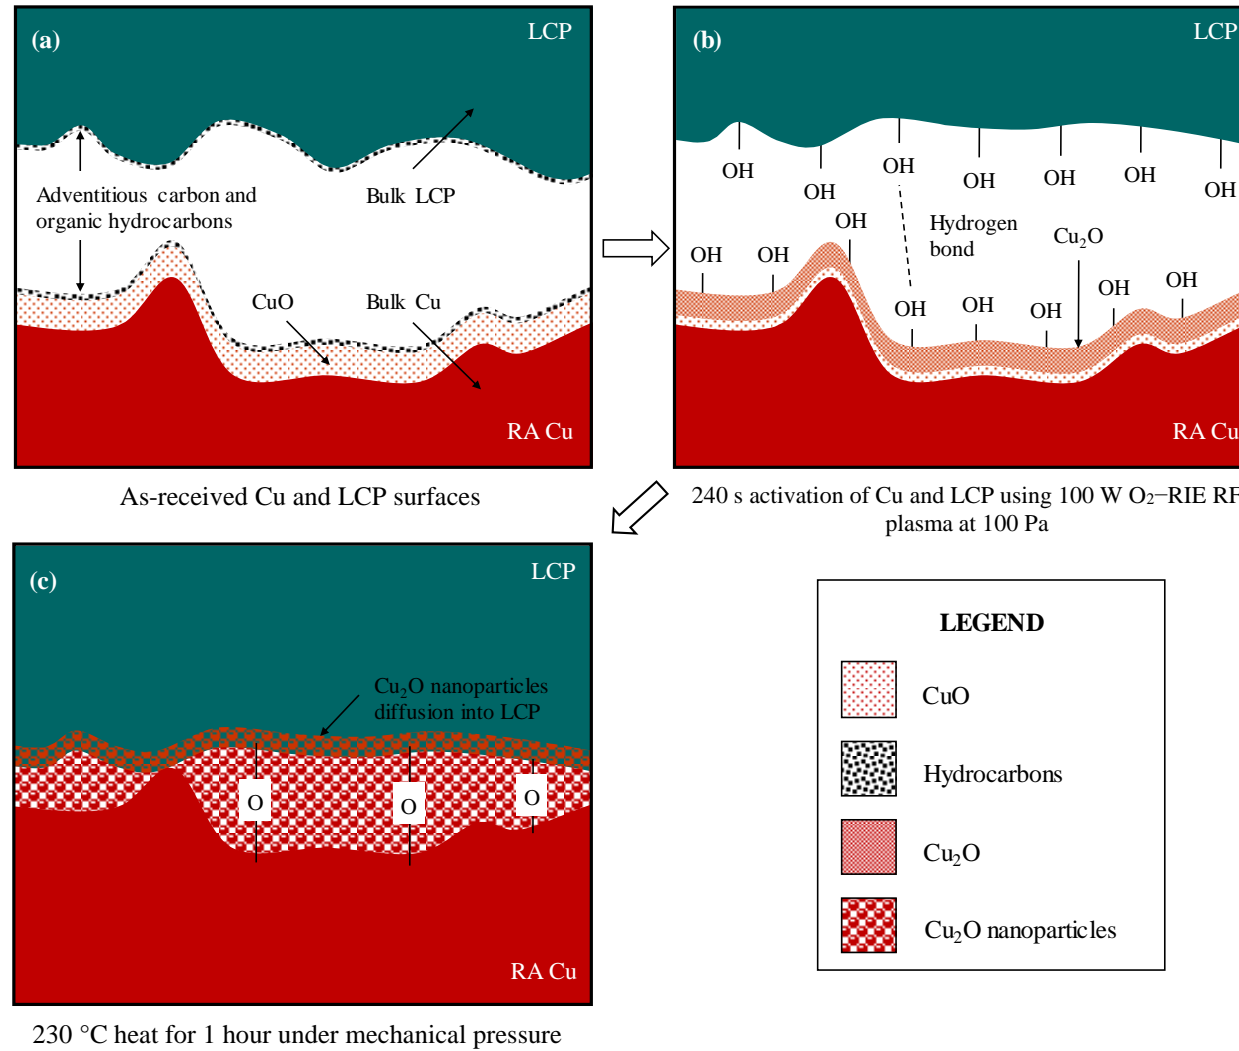 (a)
LCP
Adventitious carbon and
organic hydrocarbons
Bulk LCP
CuO
Bulk Cu
RA Cu
As-received Cu and LCP surfaces
(b)
LCP
OH
OH
OH
OH
OH
OH
OH
Hydrogen
bond
Cu₂O
OH
OH
OH
OH
OH
OH
OH
OH
RA Cu
240 s activation of Cu and LCP using 100 W O₂−RIE RF
plasma at 100 Pa
(c)
LCP
Cu₂O nanoparticles
diffusion into LCP
O
O
O
RA Cu
230 °C heat for 1 hour under mechanical pressure
LEGEND
CuO
Hydrocarbons
Cu₂O
Cu₂O nanoparticles